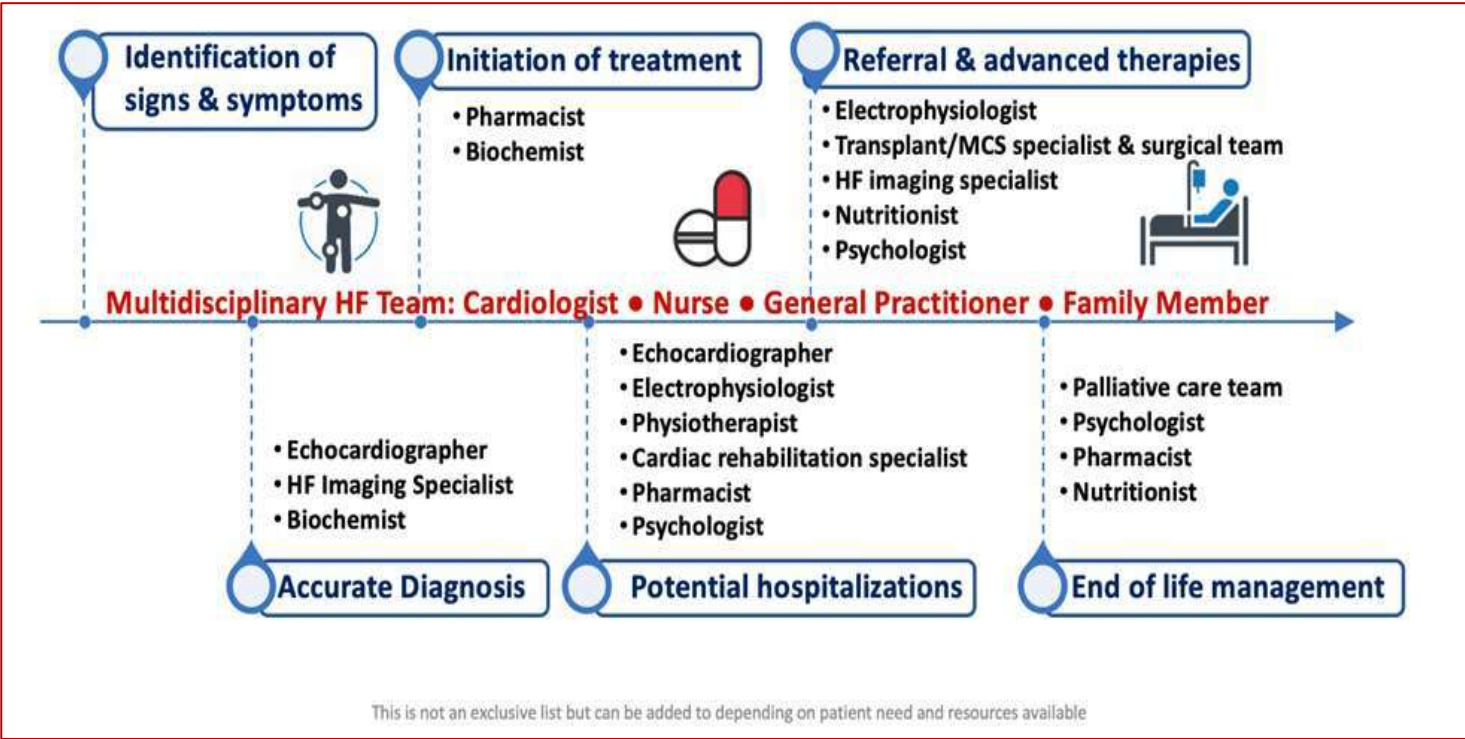 Identification of
signs & symptoms
Initiation of treatment
• Pharmacist
• Biochemist
Referral & advanced therapies
• Electrophysiologist
• Transplant/MCS specialist & surgical team
• HF imaging specialist
• Nutritionist
• Psychologist
Multidisciplinary HF Team: Cardiologist ● Nurse ● General Practitioner ● Family Member
• Echocardiographer
• HF Imaging Specialist
• Biochemist
Accurate Diagnosis
• Echocardiographer
• Electrophysiologist
• Physiotherapist
• Cardiac rehabilitation specialist
• Pharmacist
• Psychologist
Potential hospitalizations
• Palliative care team
• Psychologist
• Pharmacist
• Nutritionist
End of life management
This is not an exclusive list but can be added to depending on patient need and resources available